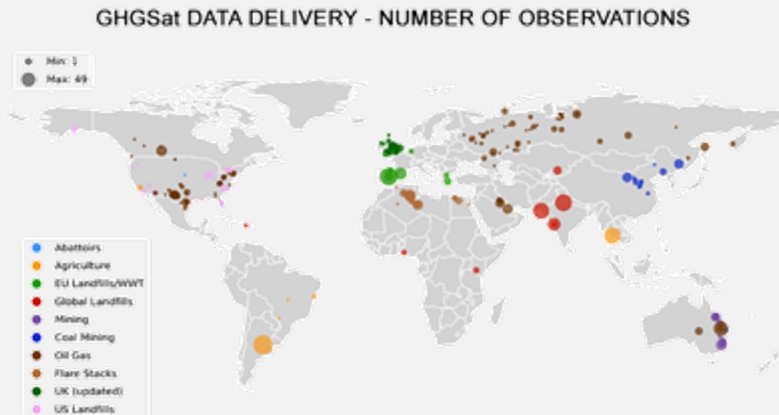 GHGSat DATA DELIVERY - NUMBER OF OBSERVATIONS
Min: 1
Max: 49
Abattoirs
Agriculture
EU Landfills/WWT
Global Landfills
Mining
Coal Mining
Oil Gas
Flare Stacks
UK (updated)
US Landfills